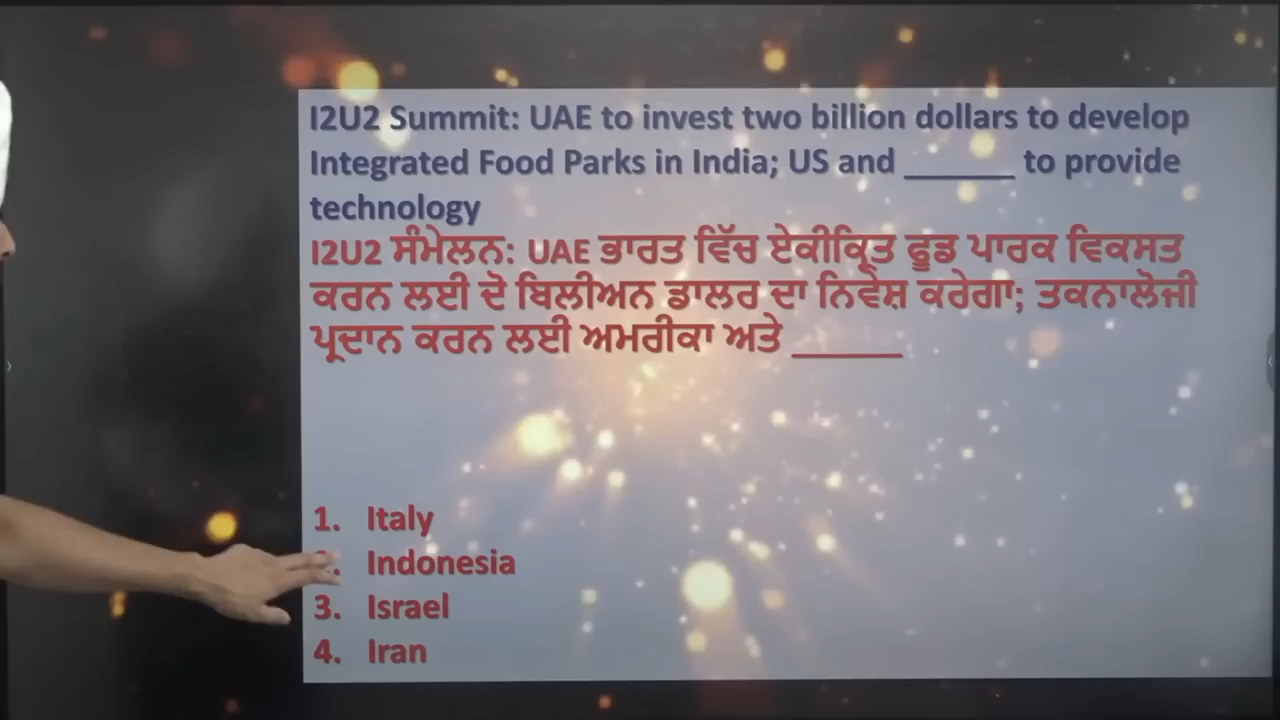 I2U2 Summit: UAE to invest two billion dollars to develop
Integrated Food Parks in India; US and ______ to provide
technology
I2U2 ਸੰਮੇਲਨ: UAE ਭਾਰਤ ਵਿੱਚ ਏਕੀਕ੍ਰਿਤ ਫੂਡ ਪਾਰਕ ਵਿਕਸਤ
ਕਰਨ ਲਈ ਦੋ ਬਿਲੀਅਨ ਡਾਲਰ ਦਾ ਨਿਵੇਸ਼ ਕਰੇਗਾ; ਤਕਨਾਲੋਜੀ
ਪ੍ਰਦਾਨ ਕਰਨ ਲਈ ਅਮਰੀਕਾ ਅਤੇ ______
1. Italy
Indonesia
3. Israel
4. Iran